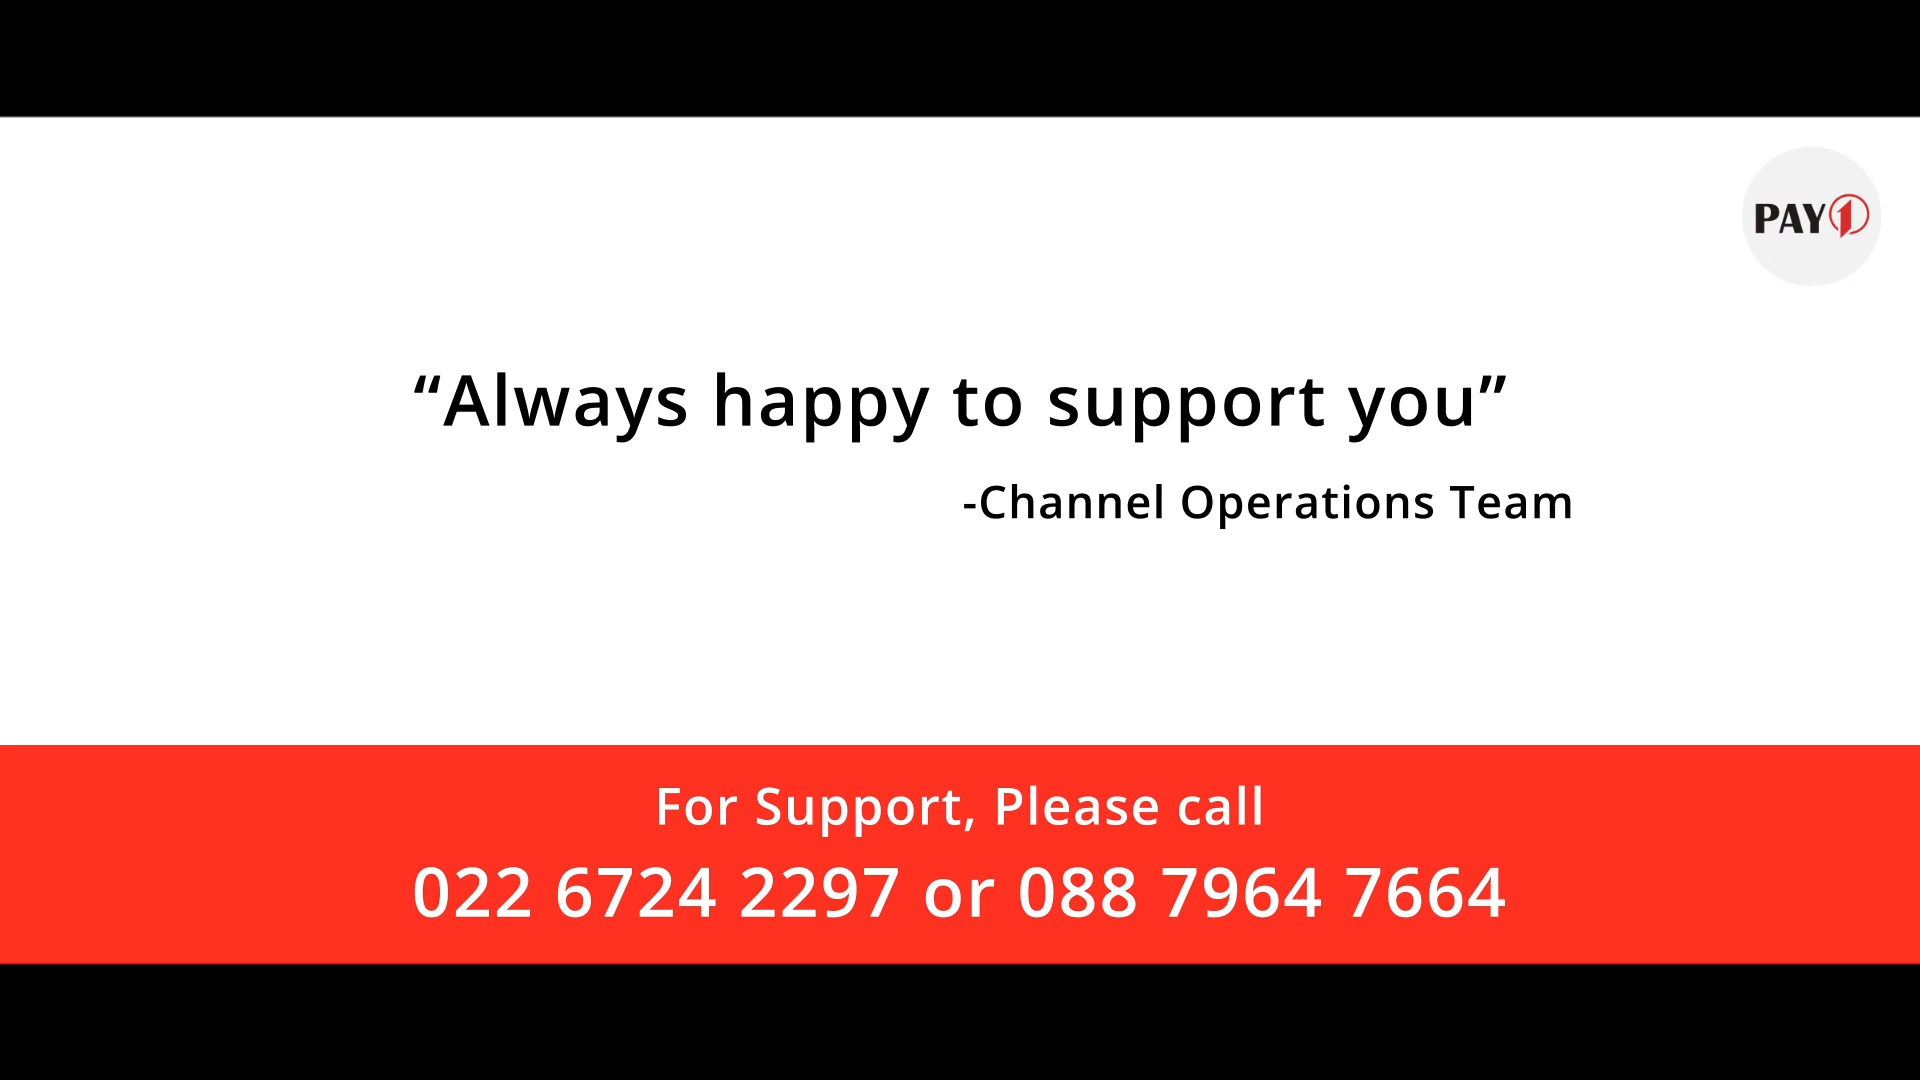 PAY1
“Always happy to support you”
-Channel Operations Team
For Support, Please call
022 6724 2297 or 088 7964 7664